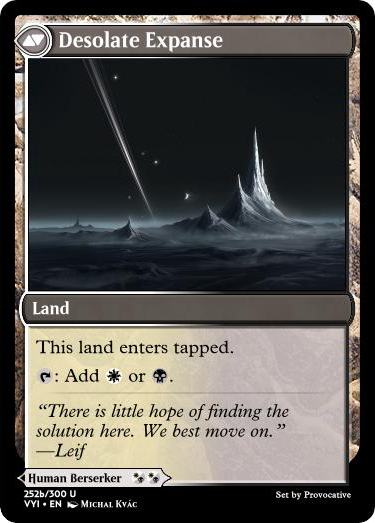 Desolate Expanse
Land
This land enters tapped.
: Add or .
“There is little hope of finding the
solution here. We best move on.”
—Leif
Human Berserker
252b/300 U
VYI • EN Michal Kvác
Set by Provocative